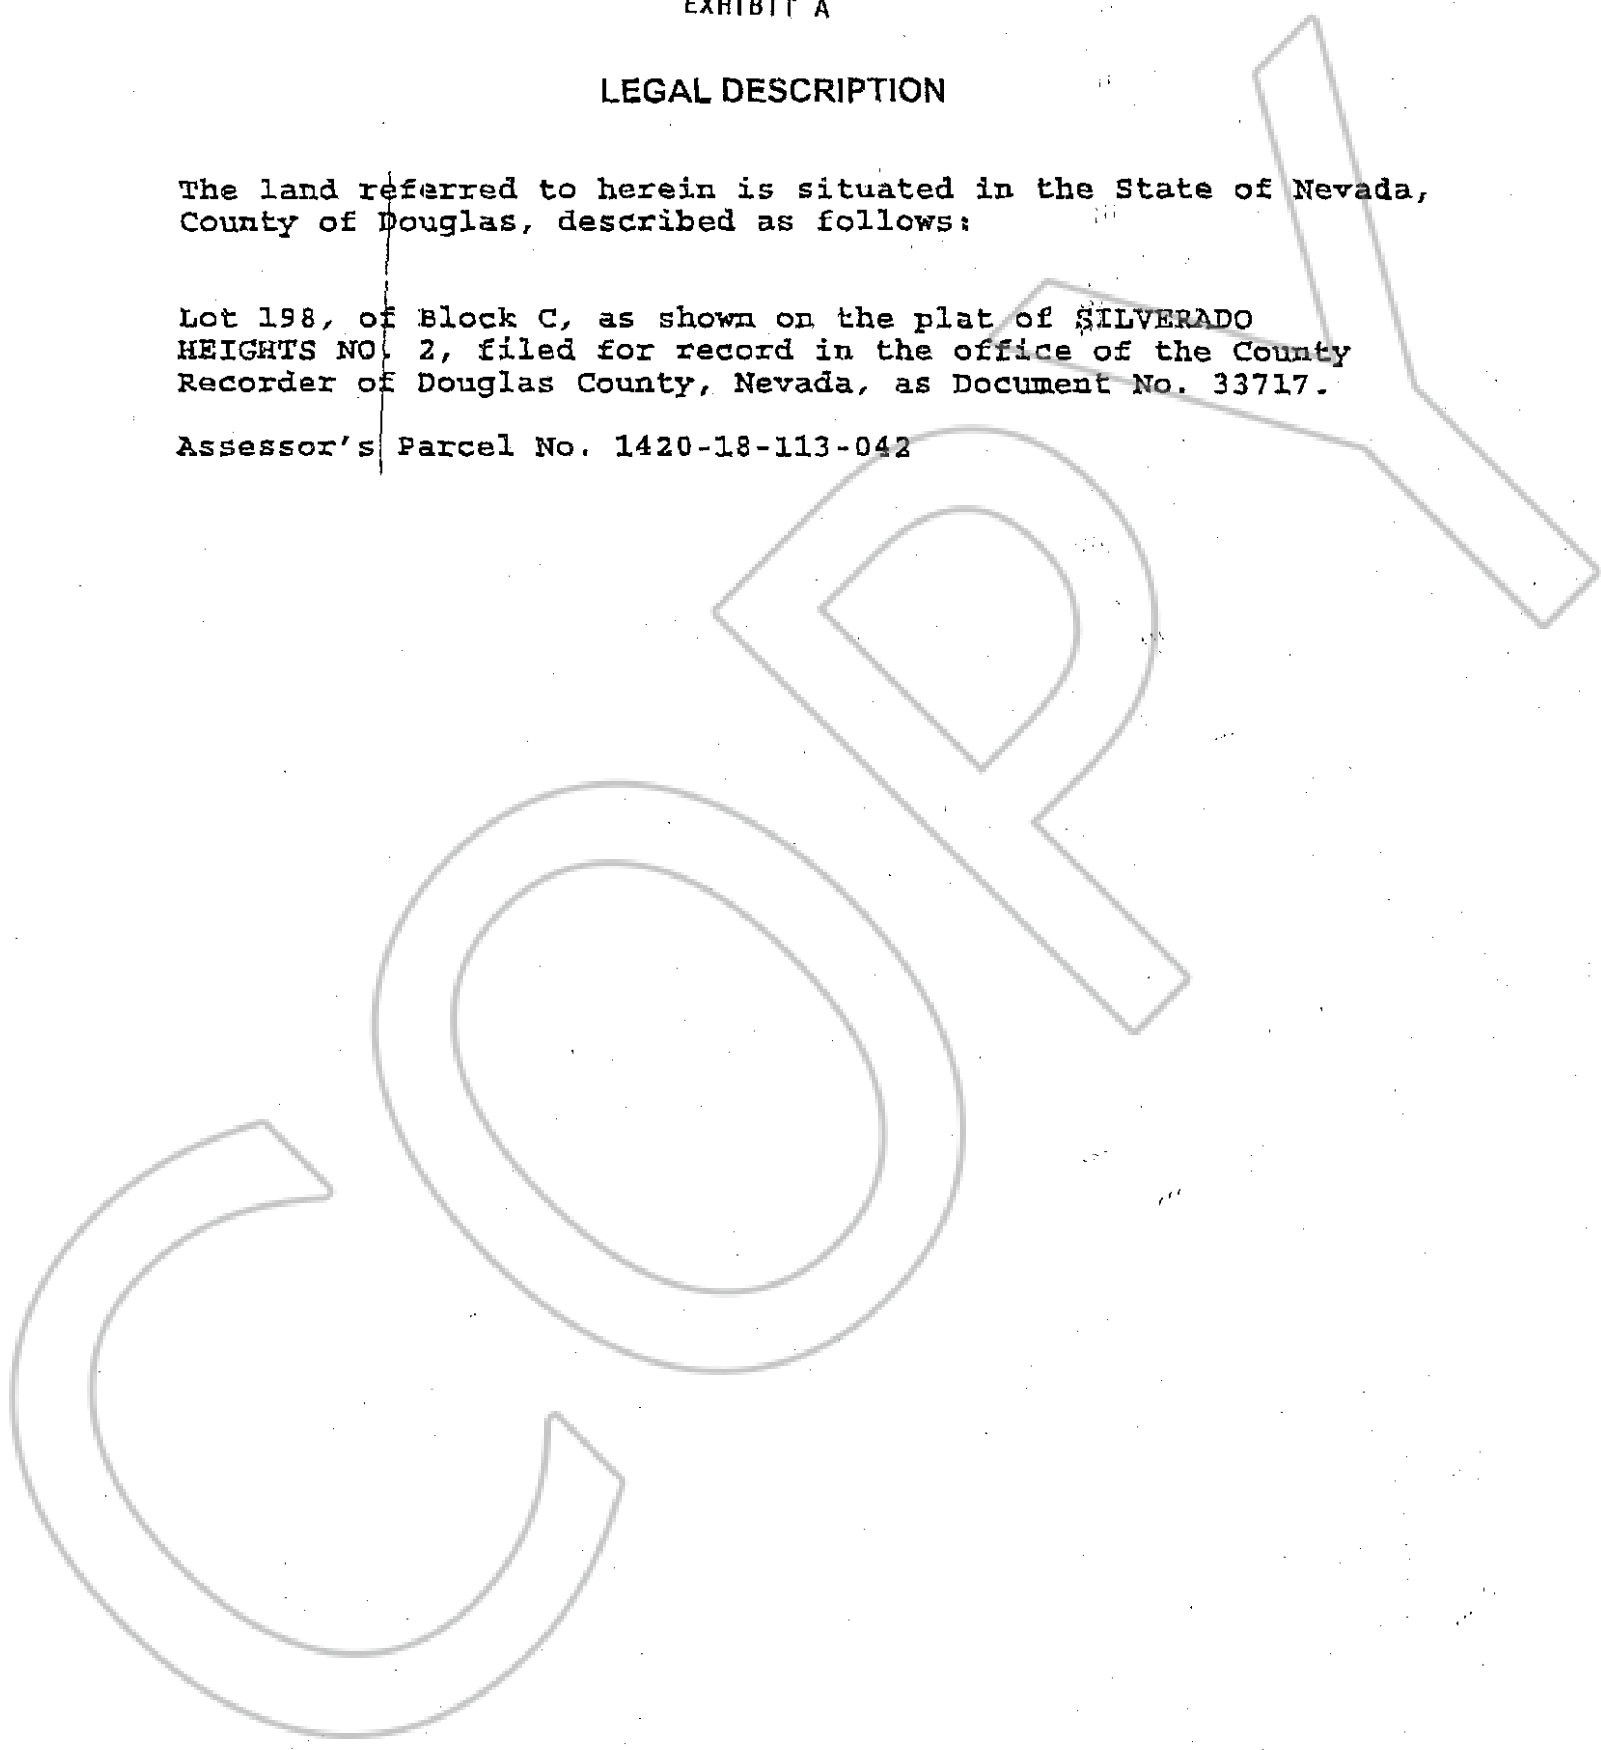 EXHIBIT A
LEGAL DESCRIPTION
The land referred to herein is situated in the State of Nevada,
County of Douglas, described as follows:
Lot 198, of Block C, as shown on the plat of SILVERADO
HEIGHTS NO. 2, filed for record in the office of the County
Recorder of Douglas County, Nevada, as Document No. 33717.
Assessor's Parcel No. 1420-18-113-042
COPY